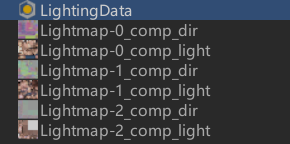 LightingData
Lightmap-0_comp_dir
Lightmap-0_comp_light
Lightmap-1_comp_dir
Lightmap-1_comp_light
Lightmap-2_comp_dir
Lightmap-2_comp_light